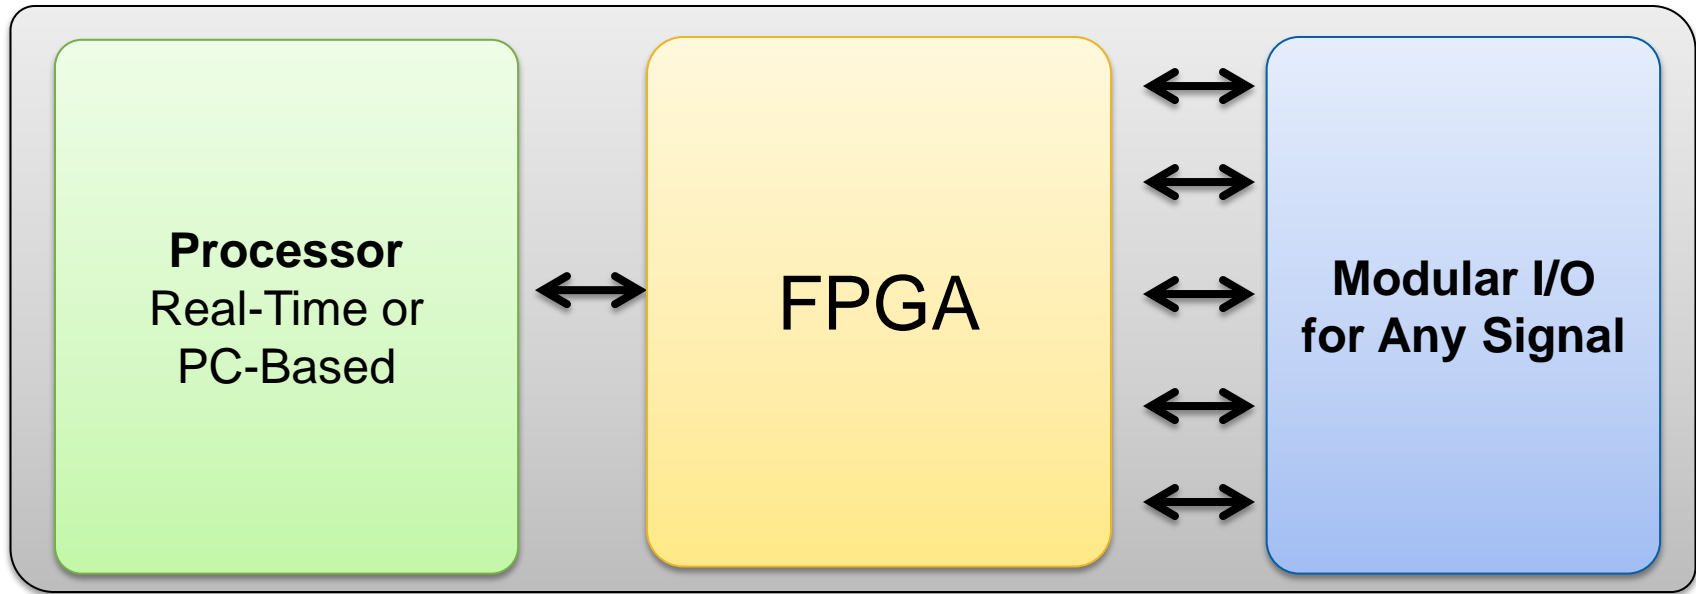 Processor
Real-Time or
PC-Based
FPGA
Modular I/O
for Any Signal